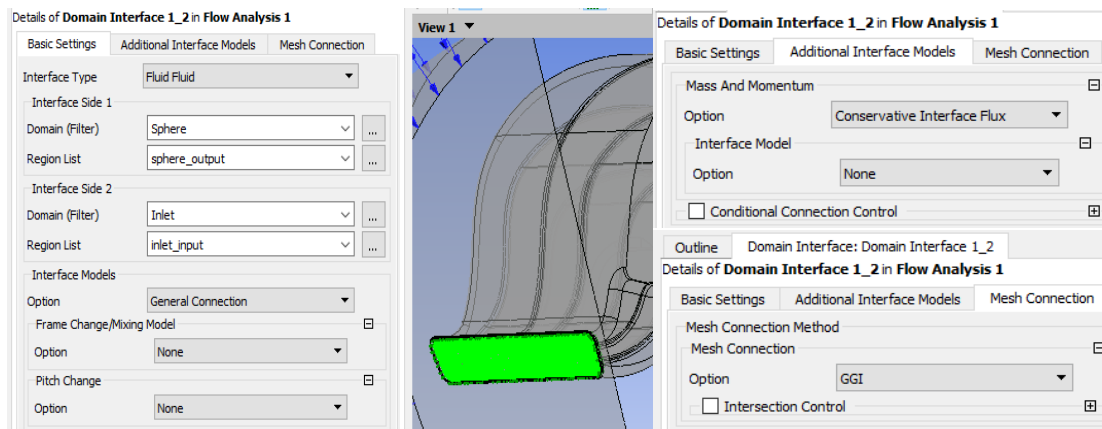 Details of Domain Interface 1_2 in Flow Analysis 1
Basic Settings Additional Interface Models Mesh Connection
Interface Type Fluid Fluid
Interface Side 1
Domain (Filter) Sphere ...
Region List sphere_output ...
Interface Side 2
Domain (Filter) Inlet ...
Region List inlet_input ...
Interface Models
Option General Connection
Frame Change/Mixing Model
Option None
Pitch Change
Option None
View 1
Details of Domain Interface 1_2 in Flow Analysis 1
Basic Settings Additional Interface Models Mesh Connection
Mass And Momentum
Option Conservative Interface Flux
Interface Model
Option None
Conditional Connection Control
Outline Domain Interface: Domain Interface 1_2
Details of Domain Interface 1_2 in Flow Analysis 1
Basic Settings Additional Interface Models Mesh Connection
Mesh Connection Method
Mesh Connection
Option GGI
Intersection Control